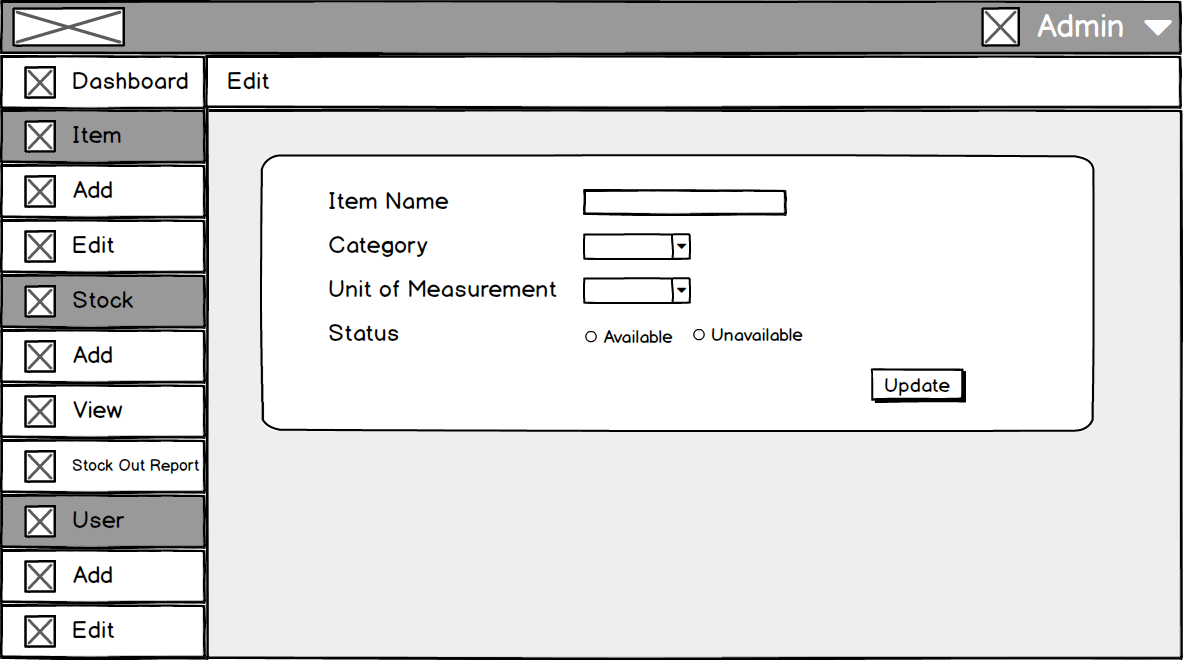 Admin
Dashboard
Edit
Item
Add
Edit
Stock
Add
View
Stock Out Report
User
Add
Edit
Item Name
Category
Unit of Measurement
Status
Available
Unavailable
Update